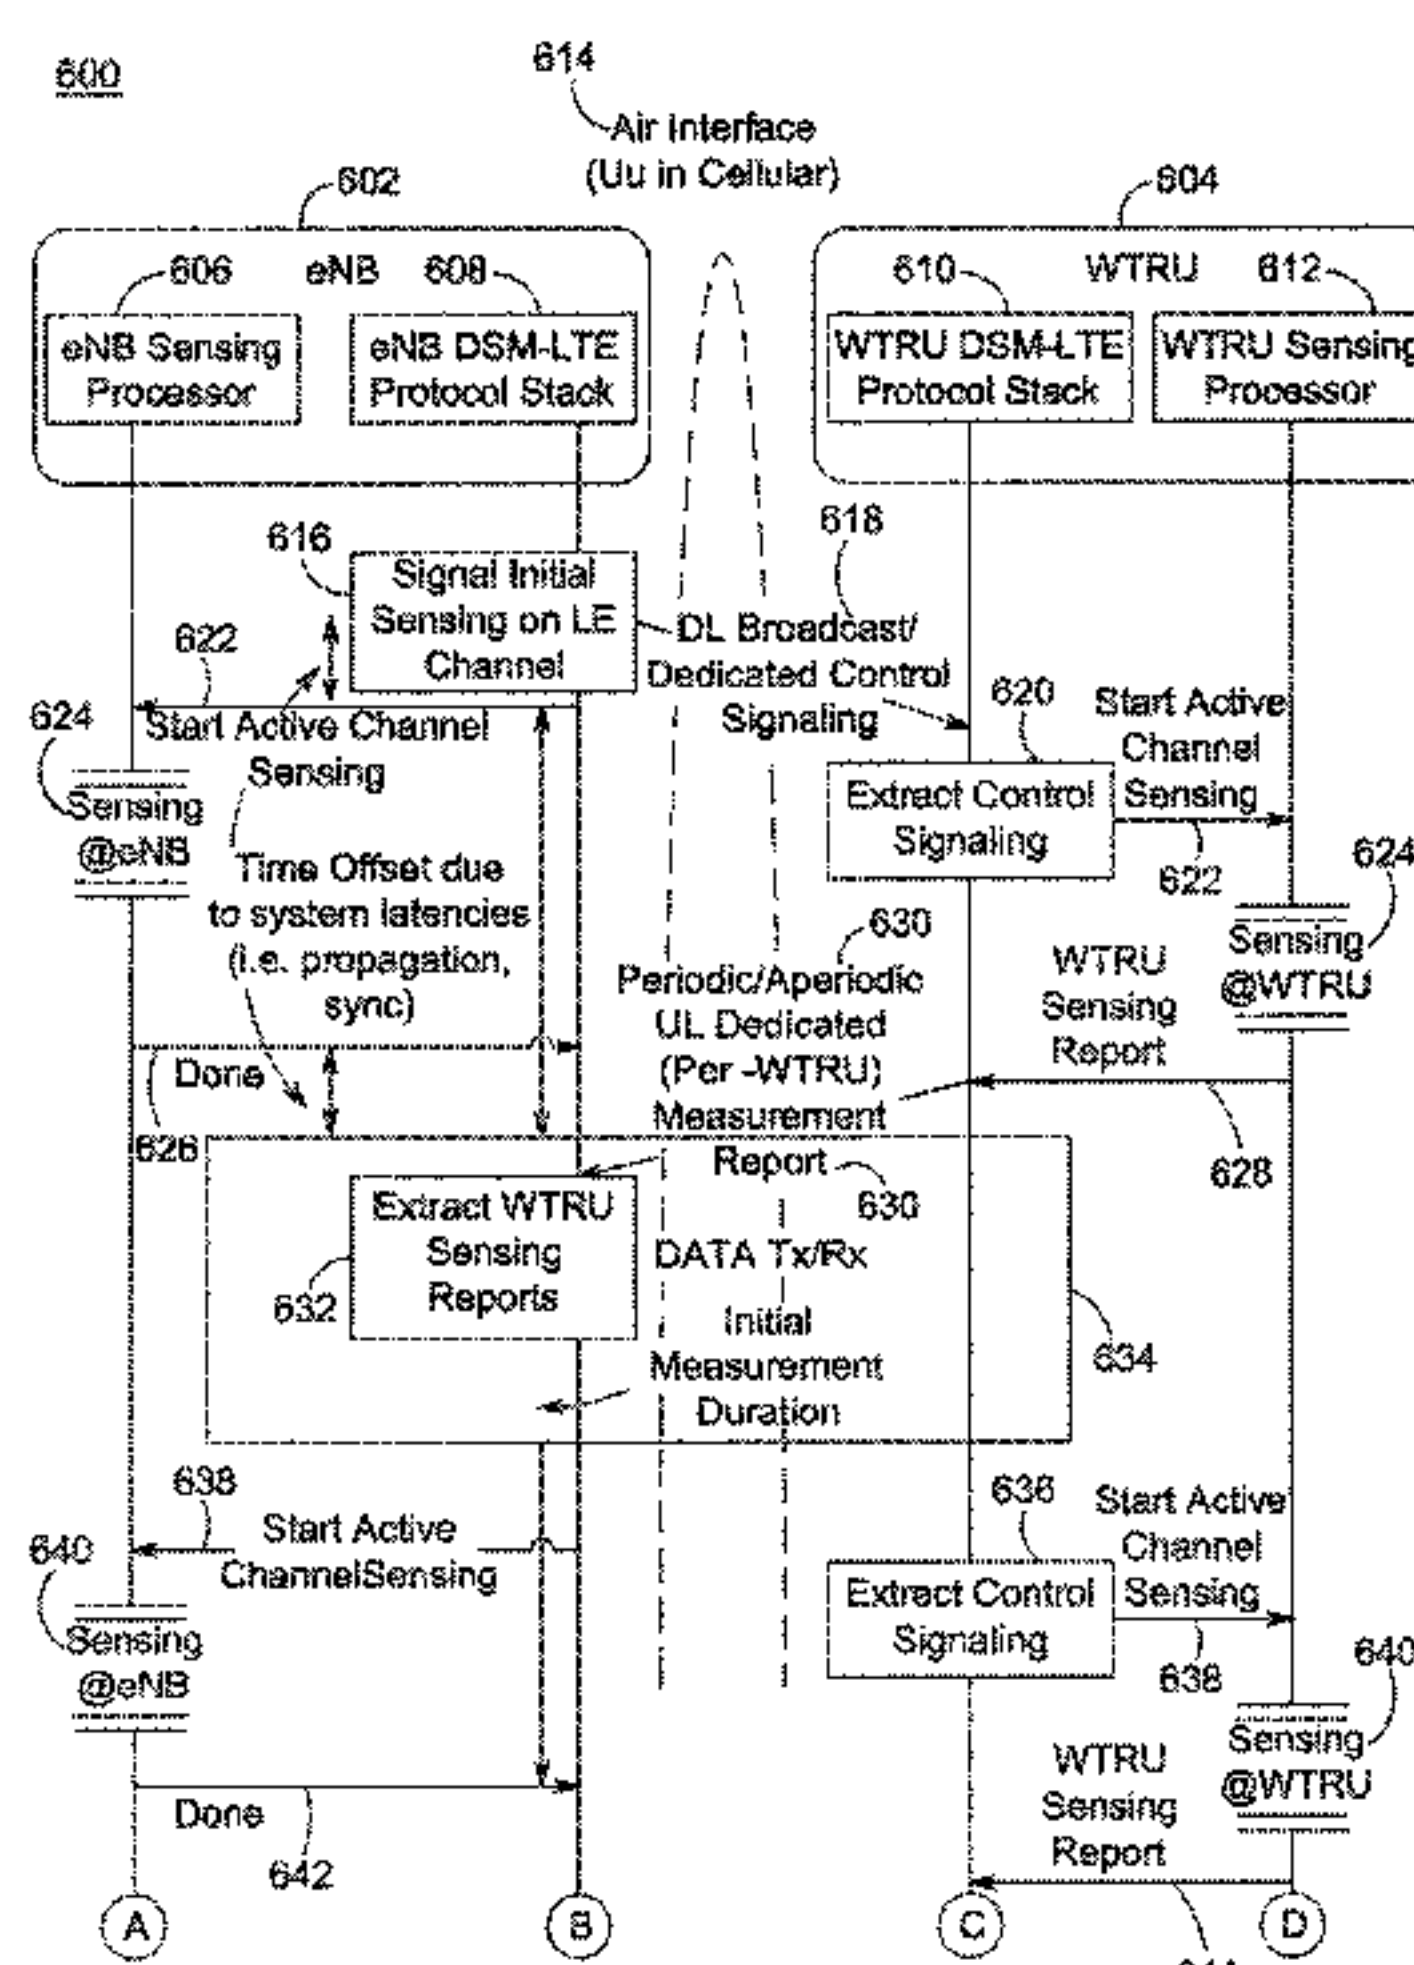 600
614
Air Interface
(Uu in Cellular)
602
604
606
eNB
608
610
WTRU
612
eNB Sensing
Processor
eNB DSM-LTE
Protocol Stack
WTRU DSM-LTE
Protocol Stack
WTRU Sensing
Processor
616
618
Signal Initial
Sensing on LE
Channel
DL Broadcast/
Dedicated Control
Signaling
622
624
Start Active Channel
Sensing
620
Start Active
Channel
Sensing
Sensing
@eNB
Extract Control
Signaling
622
624
Time Offset due
to system latencies
(i.e. propagation,
sync)
630
Periodic/Aperiodic
UL Dedicated
(Per -WTRU)
Measurement
Report
630
WTRU
Sensing
Report
Sensing
@WTRU
Done
626
628
Extract WTRU
Sensing
Reports
632
DATA Tx/Rx
Initial
Measurement
Duration
634
638
640
Start Active
ChannelSensing
636
Start Active
Channel
Sensing
Sensing
@eNB
Extract Control
Signaling
638
640
Sensing
@WTRU
WTRU
Sensing
Report
Done
642
A
B
C
D